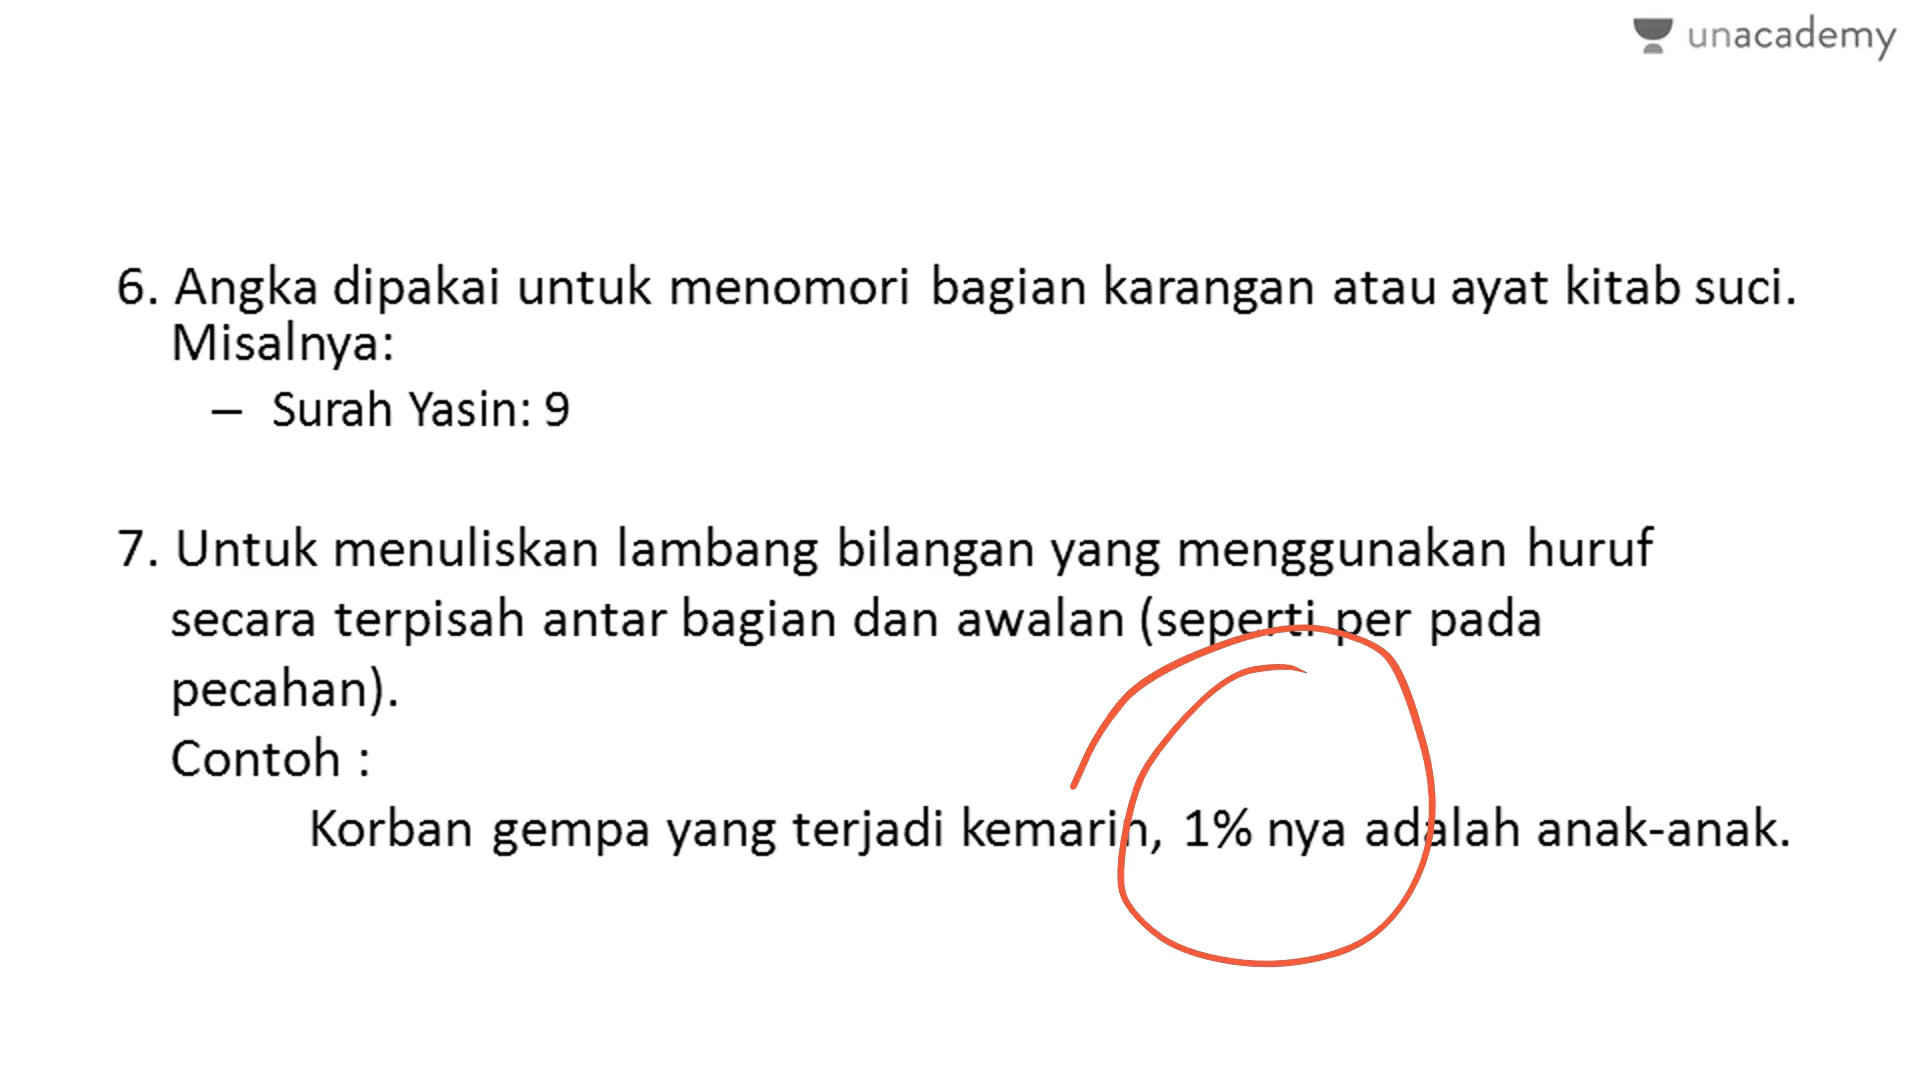 unacademy
6. Angka dipakai untuk menomori bagian karangan atau ayat kitab suci.
Misalnya:
– Surah Yasin: 9
7. Untuk menuliskan lambang bilangan yang menggunakan huruf
secara terpisah antar bagian dan awalan (seperti per pada
pecahan).
Contoh :
Korban gempa yang terjadi kemarin, 1% nya adalah anak-anak.